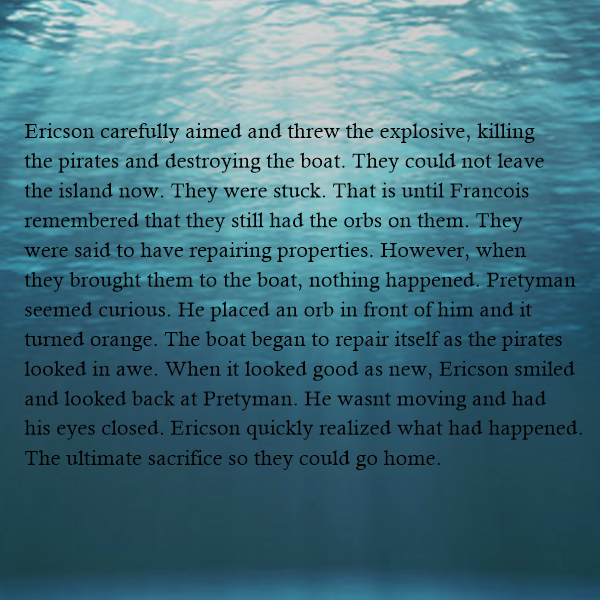 Ericson carefully aimed and threw the explosive, killing
the pirates and destroying the boat. They could not leave
the island now. They were stuck. That is until Francois
remembered that they still had the orbs on them. They
were said to have repairing properties. However, when
they brought them to the boat, nothing happened. Pretyman
seemed curious. He placed an orb in front of him and it
turned orange. The boat began to repair itself as the pirates
looked in awe. When it looked good as new, Ericson smiled
and looked back at Pretyman. He wasnt moving and had
his eyes closed. Ericson quickly realized what had happened.
The ultimate sacrifice so they could go home.